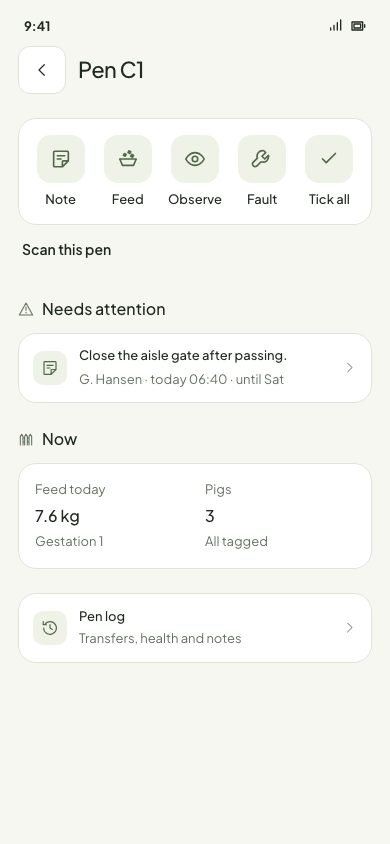 9:41
Pen C1
Note
Feed
Observe
Fault
Tick all
Scan this pen
Needs attention
Close the aisle gate after passing.
G. Hansen · today 06:40 · until Sat
Now
Feed today
Pigs
7.6 kg
3
Gestation 1
All tagged
Pen log
Transfers, health and notes